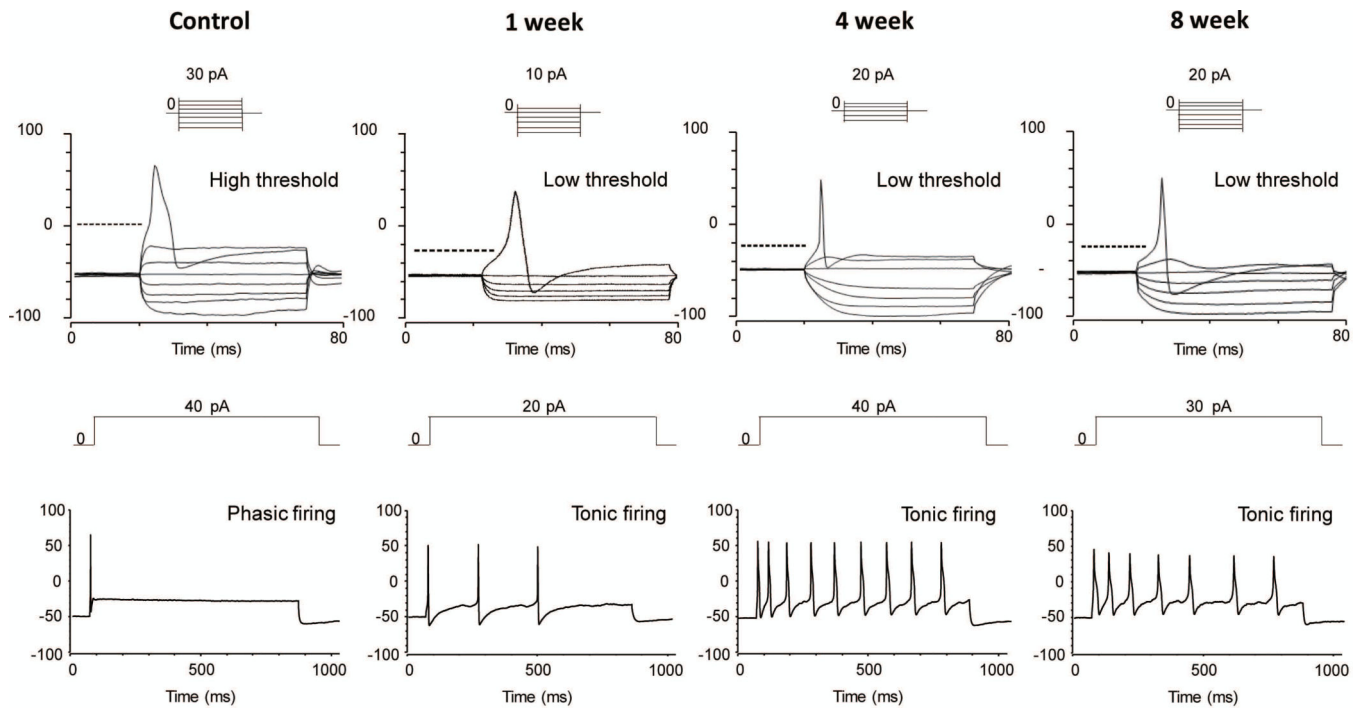 Control 1 week 4 week 8 week
30 pA 10 pA 20 pA 20 pA
0 0 0 0
100 100 100 100
High threshold Low threshold Low threshold Low threshold
0 0 0 0
-100 -100 -100 -100
0 40 80 0 40 80 0 40 80 0 40 80
Time (ms) Time (ms) Time (ms) Time (ms)
40 pA 20 pA 40 pA 30 pA
0 0 0 0
100 Phasic firing 100 Tonic firing 100 Tonic firing 100 Tonic firing
50 50 50 50
0 0 0 0
-50 -50 -50 -50
-100 -100 -100 -100
0 500 1000 0 500 1000 0 500 1000 0 500 1000
Time (ms) Time (ms) Time (ms) Time (ms)